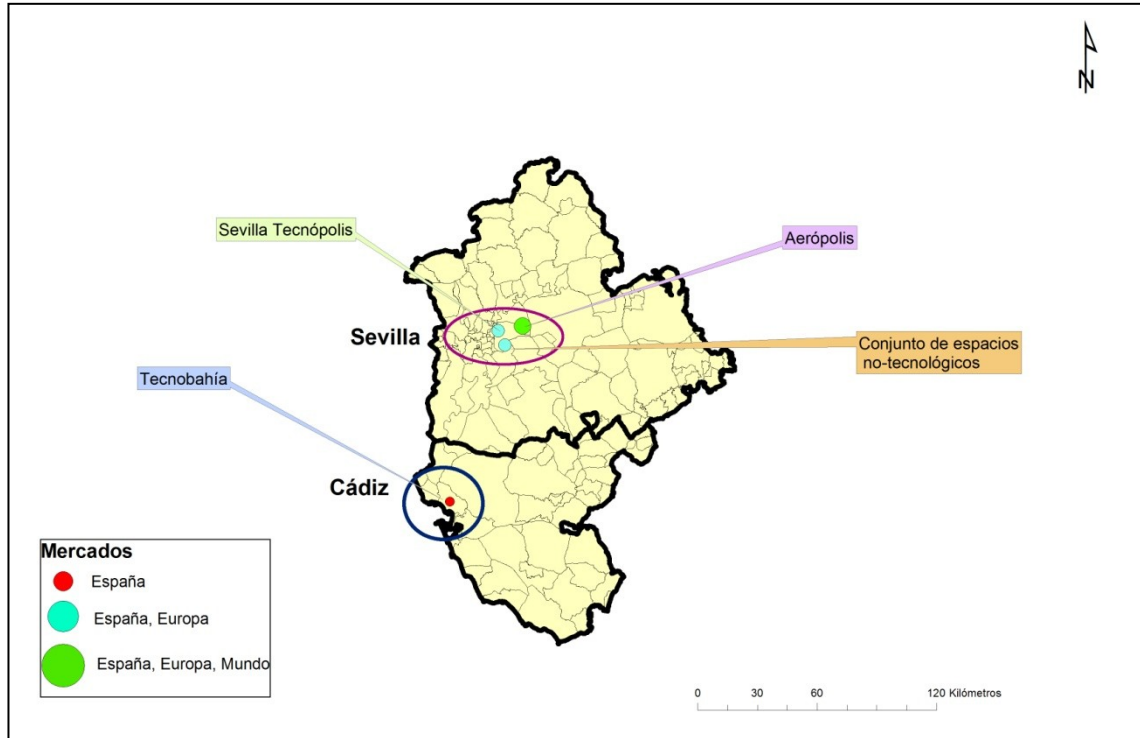 N
Sevilla Tecnópolis
Aerópolis
Sevilla
Conjunto de espacios
no-tecnológicos
Tecnobahía
Cádiz
Mercados
España
España, Europa
España, Europa, Mundo
0 30 60 120 Kilómetros